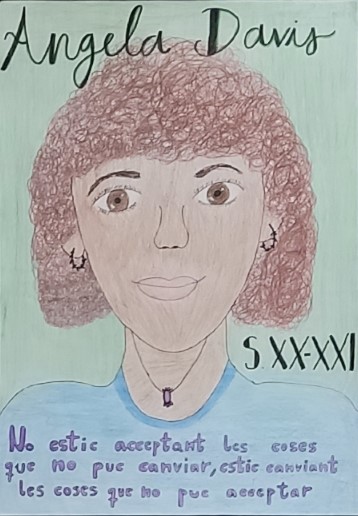 Angela Davis
S. XX-XXI
No estic acceptant les coses
que no puc canviar, estic canviant
les coses que no puc acceptar